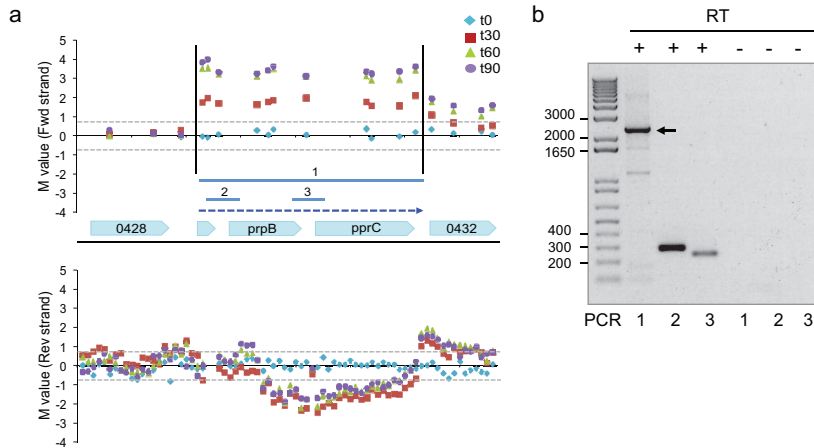 a
t0
t30
t60
t90
M value (Fwd strand)
5
4
3
2
1
0
-1
-2
-3
-4
1
2
3
0428
prpB
pprC
0432
M value (Rev strand)
5
4
3
2
1
0
-1
-2
-3
-4
b
RT
+ + + - - -
3000
2000
1650
400
300
200
PCR 1 2 3 1 2 3